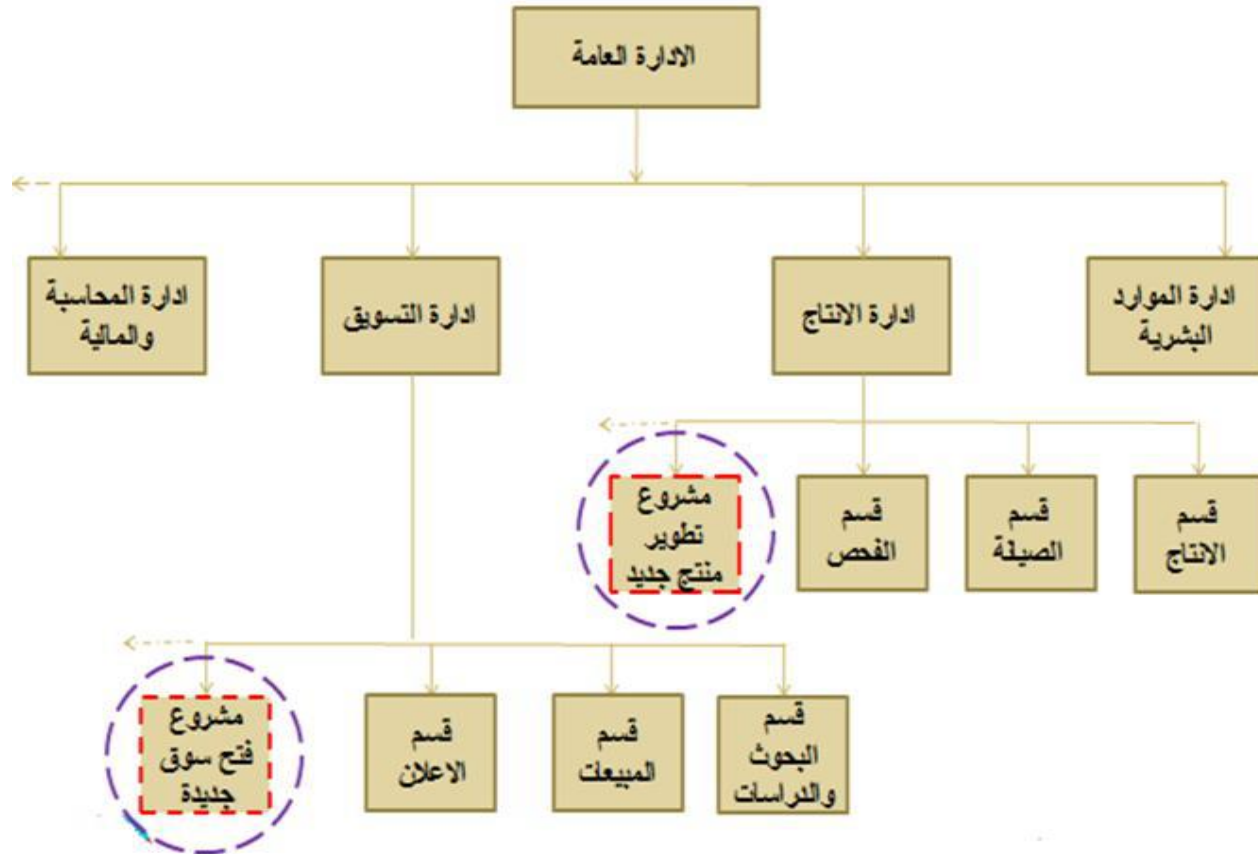 الادارة العامة
ادارة الموارد
البشرية
ادارة الانتاج
ادارة التسويق
ادارة المحاسبة
والمالية
قسم
الانتاج
قسم
الصيانة
قسم
الفحص
مشروع
تطوير
منتج جديد
قسم
البحوث
والدراسات
قسم
المبيعات
قسم
الاعلان
مشروع
فتح سوق
جديدة